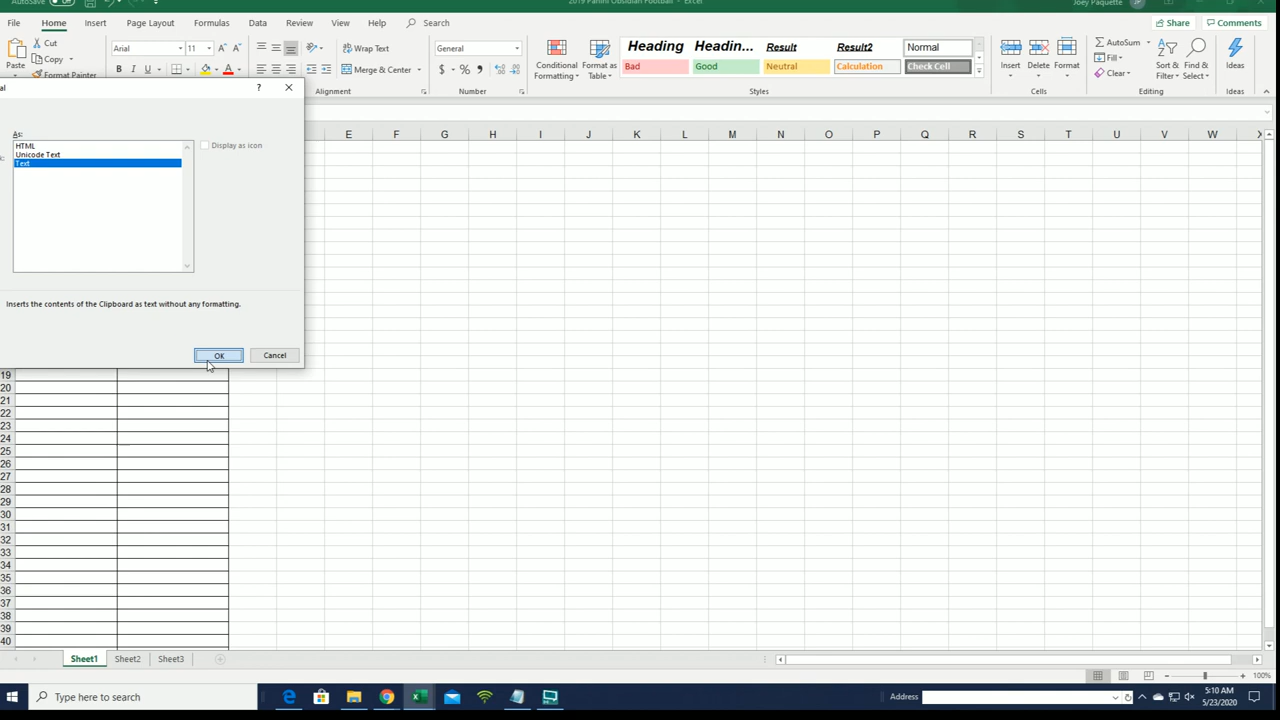 AutoSave
2019 Panini Obsidian Football - Excel
Joey Paquette JP
File Home Insert Page Layout Formulas Data Review View Help Search Share Comments
Paste Cut Copy Format Painter
Arial 11 A A
B I U A
Wrap Text
Merge & Center
General
$ % ,
Conditional Formatting Format as Table
Heading Headin... Result Result2 Normal
Bad Good Neutral Calculation Check Cell
Insert Delete Format
AutoSum Fill Clear
Sort & Filter Find & Select
Ideas
Alignment Number Styles Cells Editing Ideas
al ? ×
As:
HTML
Unicode Text
Text
Display as icon
Inserts the contents of the Clipboard as text without any formatting.
OK Cancel
E F G H I J K L M N O P Q R S T U V W X
19
20
21
22
23
24
25
26
27
28
29
30
31
32
33
34
35
36
37
38
39
40
Sheet1 Sheet2 Sheet3
100%
Type here to search
Address
5:10 AM
5/23/2020